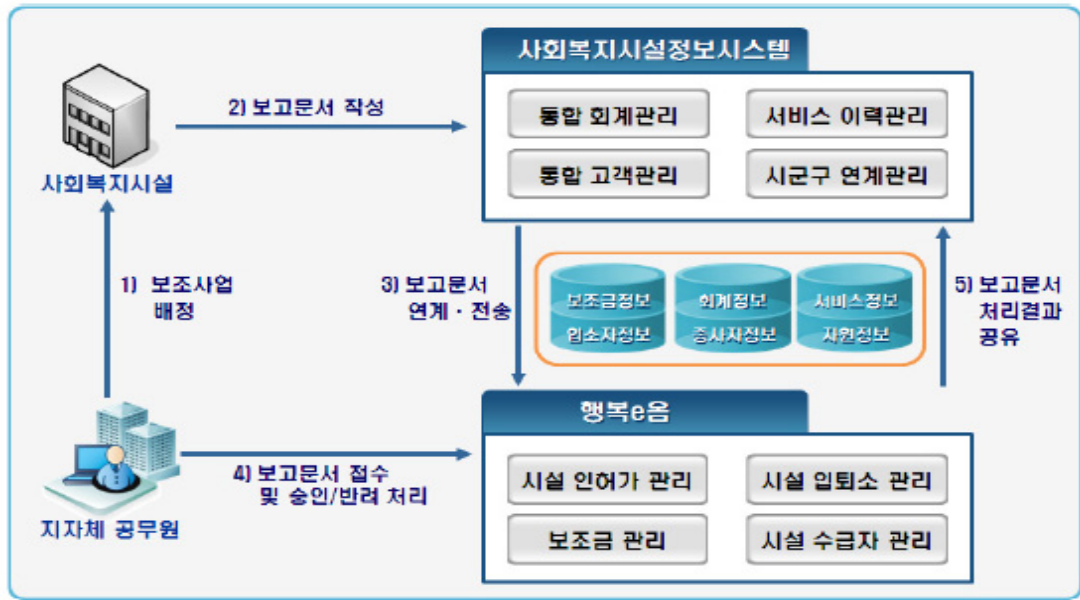 사회복지시설정보시스템
2) 보고문서 작성
통합 회계관리
서비스 이력관리
통합 고객관리
시군구 연계관리
사회복지시설
1) 보조사업
배정
3) 보고문서
연계 · 전송
보조금정보
회계정보
서비스정보
입소자정보
종사자정보
자원정보
5) 보고문서
처리결과
공유
행복e음
4) 보고문서 접수
및 승인/반려 처리
시설 인허가 관리
시설 입퇴소 관리
보조금 관리
시설 수급자 관리
지자체 공무원